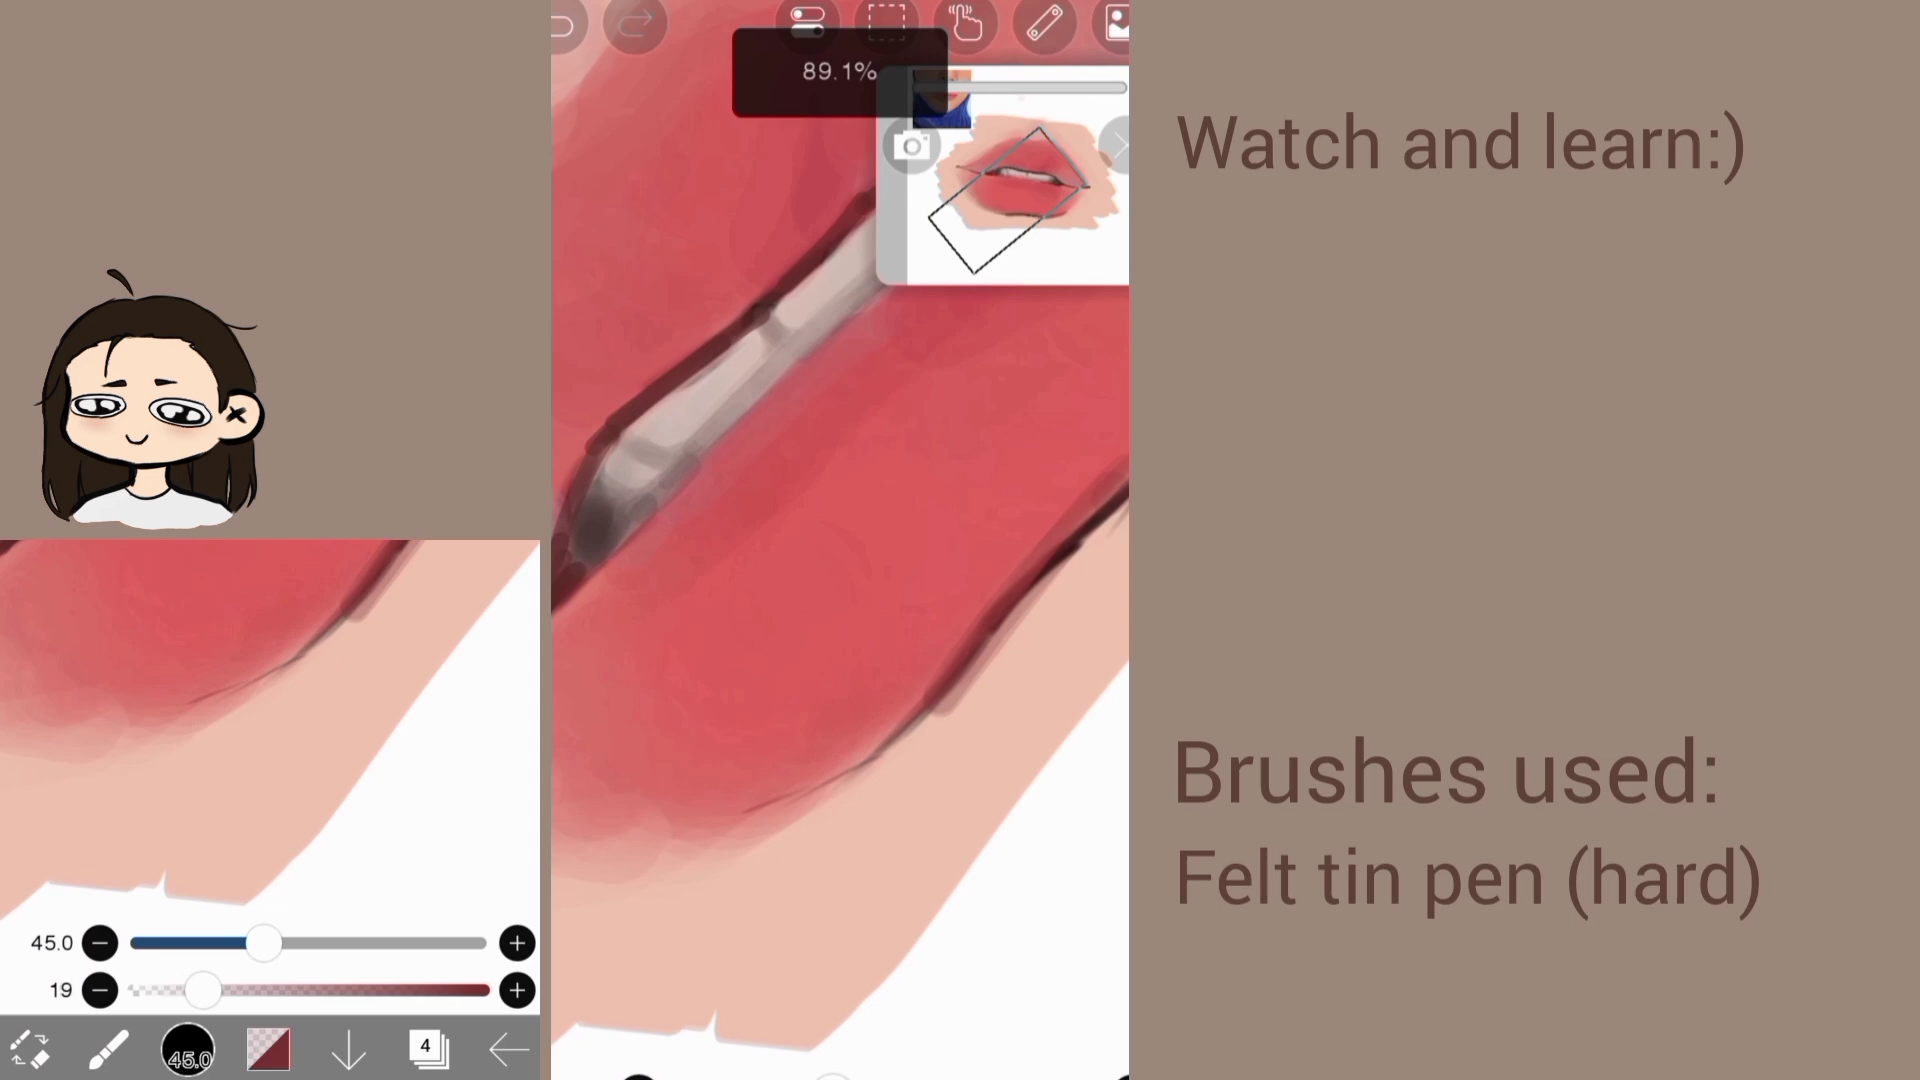 89.1%
Watch and learn:)
Brushes used:
Felt tin pen (hard)
45.0
19
45.0
4